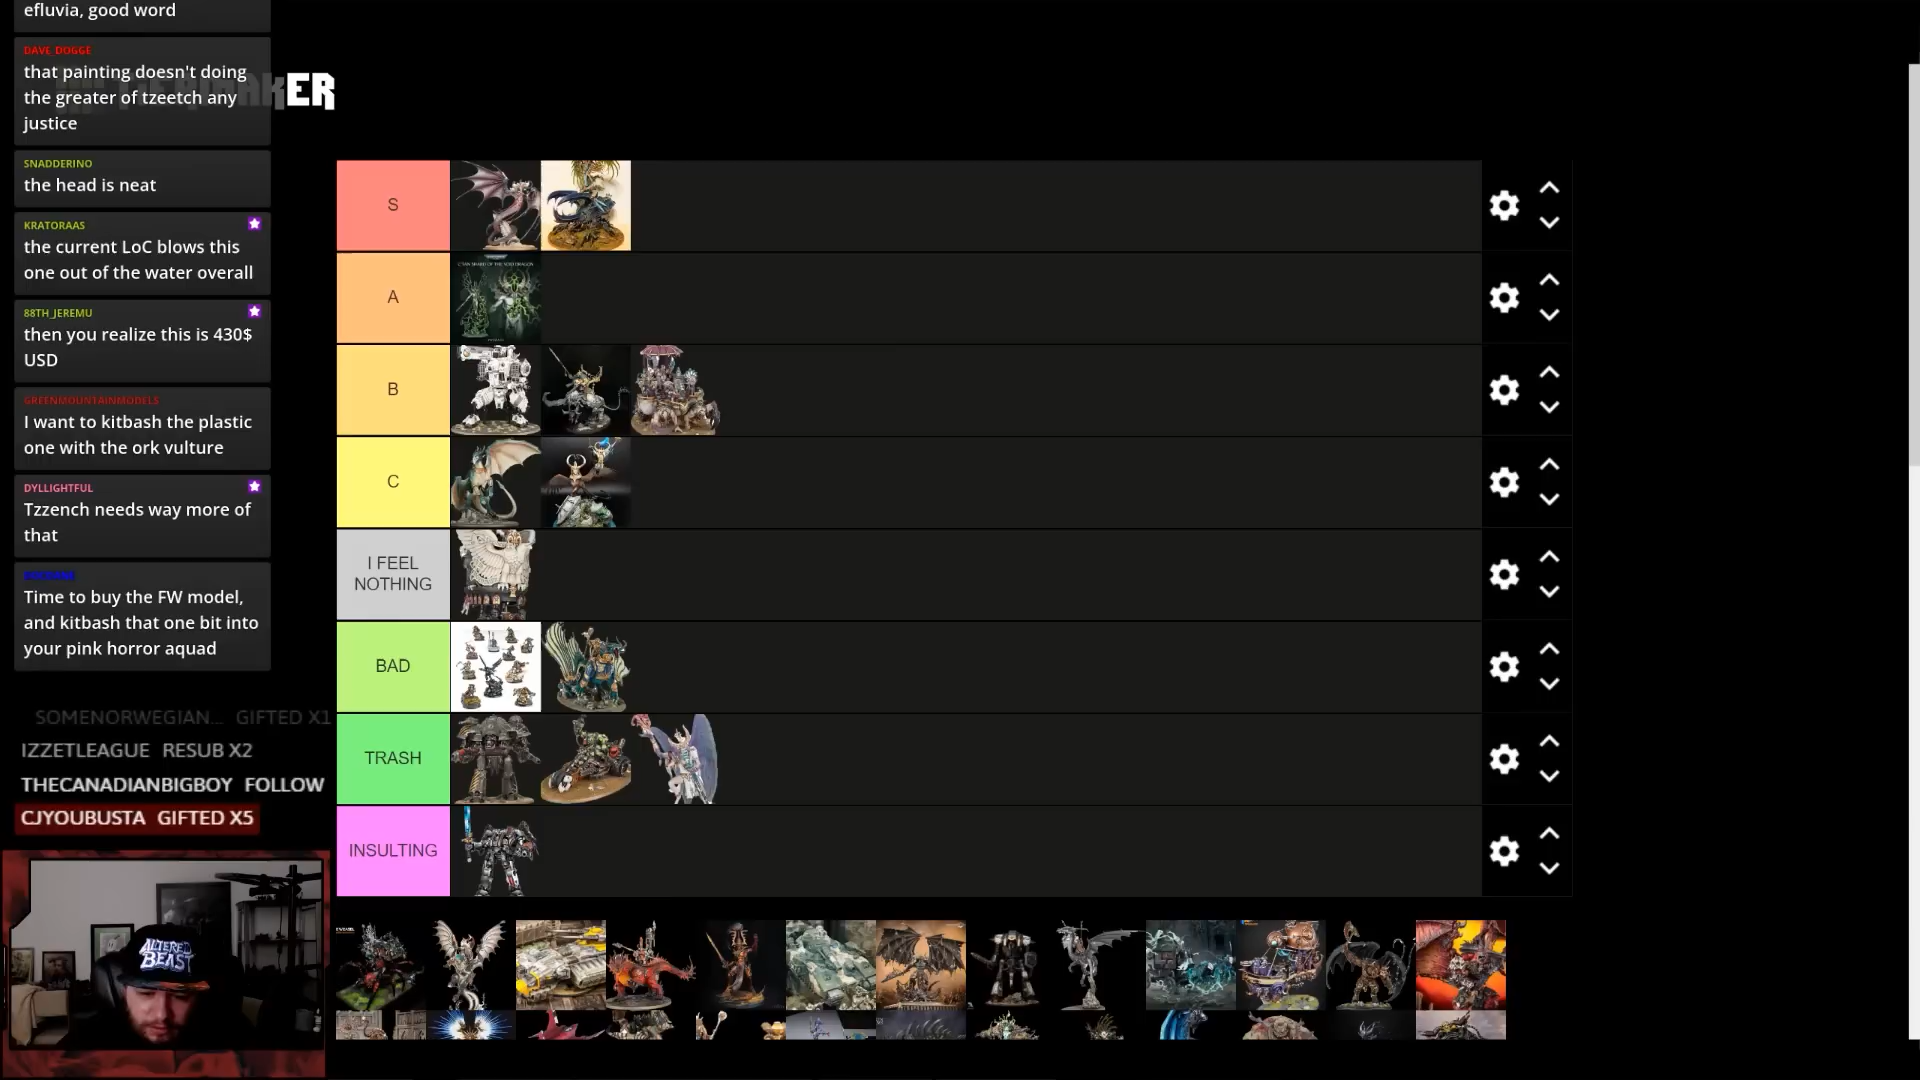 efluvia, good word
DAVE_DOGGE
that painting doesn't doing
the greater of tzeetch any
justice
KER
SNADDERINO
the head is neat
KRATORAAS
the current LoC blows this
one out of the water overall
88TH_JEREMU
then you realize this is 430$
USD
GREENMOUNTAINMODELS
I want to kitbash the plastic
one with the ork vulture
DYLLIGHTFUL
Tzzench needs way more of
that
Time to buy the FW model,
and kitbash that one bit into
your pink horror aquad
SOMENORWEGIAN... GIFTED X1
IZZETLEAGUE RESUB X2
THECANADIANBIGBOY FOLLOW
CJYOUBUSTA GIFTED X5
ALTERED
BEAST
S
A
B
C
I FEEL
NOTHING
BAD
TRASH
INSULTING